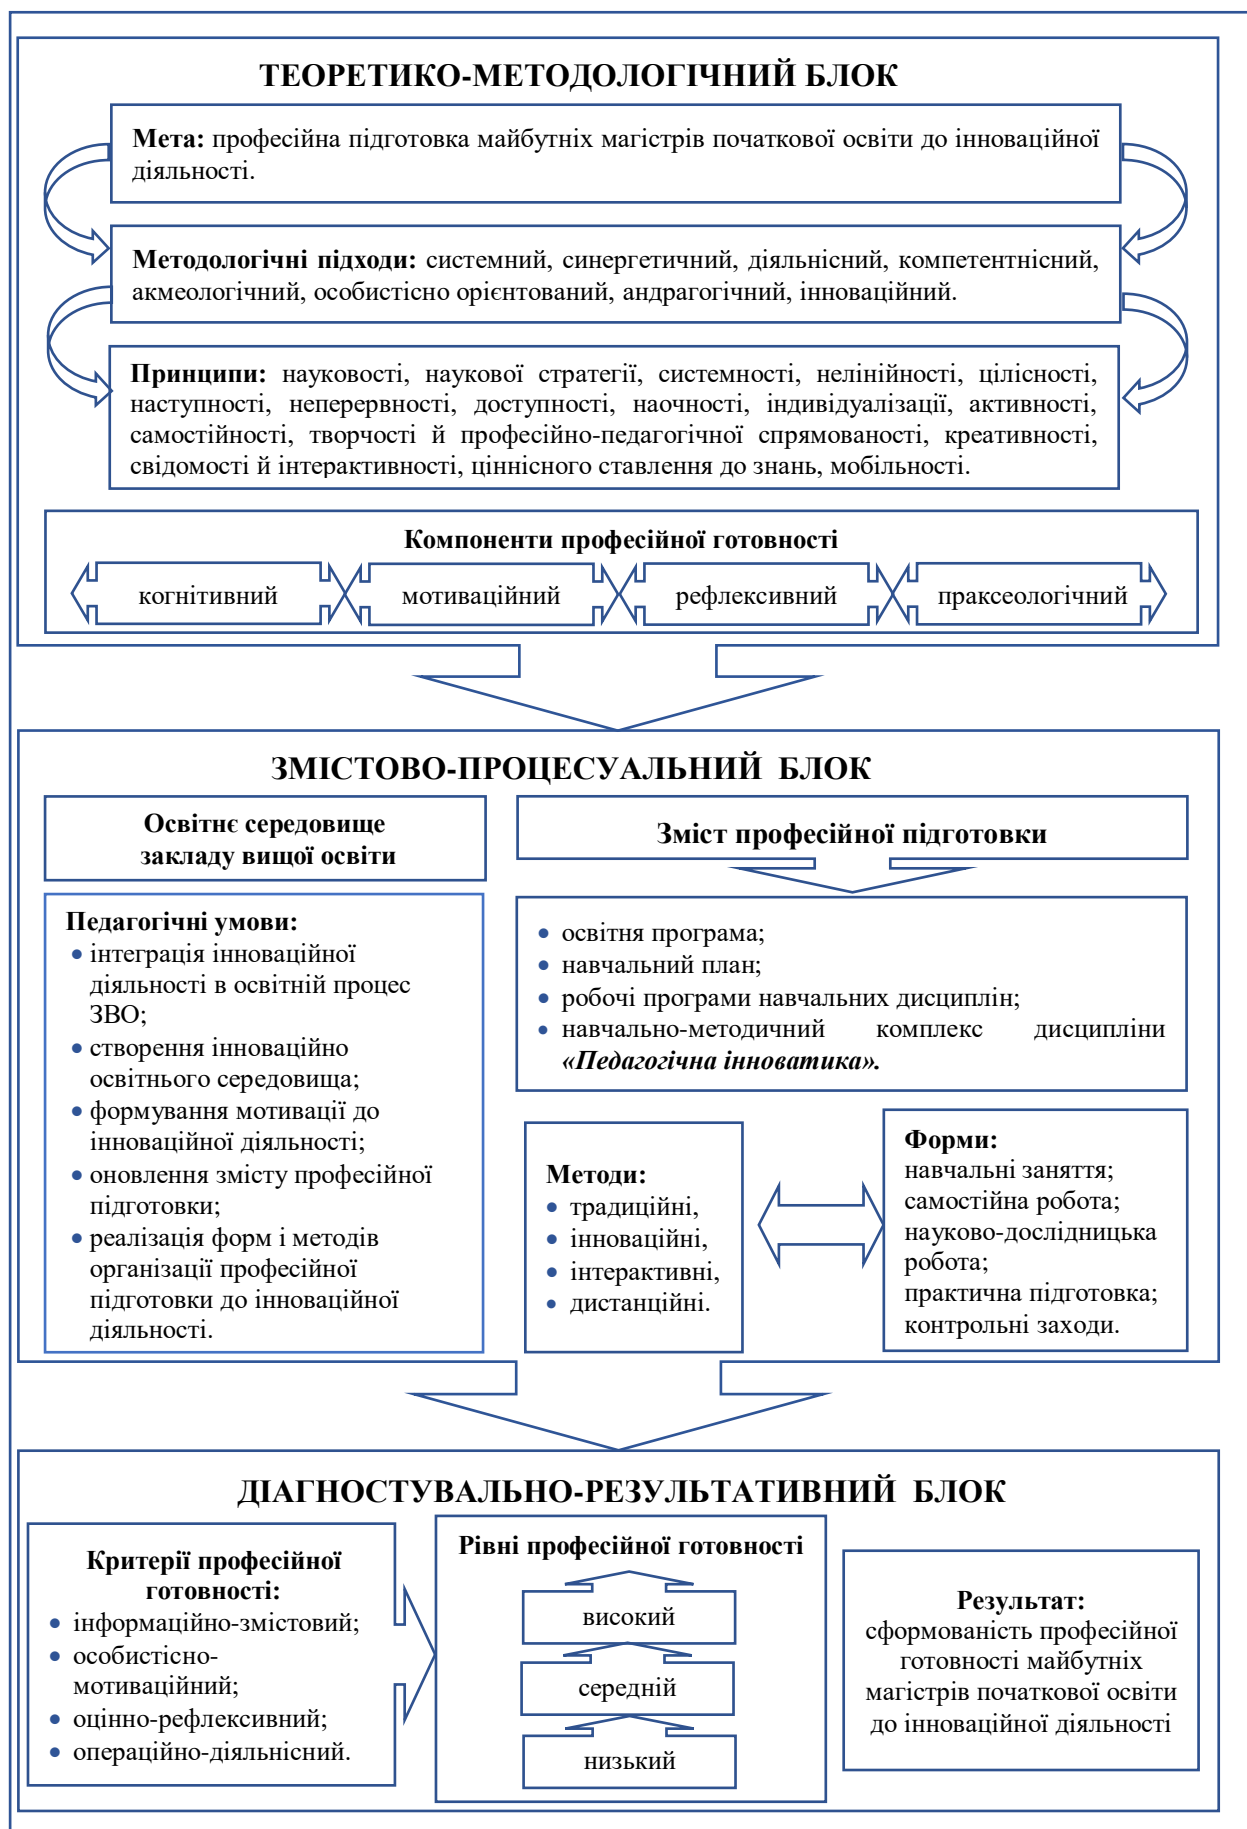 ТЕОРЕТИКО-МЕТОДОЛОГІЧНИЙ БЛОК
Мета: професійна підготовка майбутніх магістрів початкової освіти до інноваційної
діяльності.
Методологічні підходи: системний, синергетичний, діяльнісний, компетентнісний,
акмеологічний, особистісно орієнтований, андрагогічний, інноваційний.
Принципи: науковості, наукової стратегії, системності, нелінійності, цілісності,
наступності, неперервності, доступності, наочності, індивідуалізації, активності,
самостійності, творчості й професійно-педагогічної спрямованості, креативності,
свідомості й інтерактивності, ціннісного ставлення до знань, мобільності.
Компоненти професійної готовності
когнітивний
мотиваційний
рефлексивний
праксеологічний
ЗМІСТОВО-ПРОЦЕСУАЛЬНИЙ БЛОК
Освітнє середовище
закладу вищої освіти
Педагогічні умови:
• інтеграція інноваційної
діяльності в освітній процес
ЗВО;
• створення інноваційно
освітнього середовища;
• формування мотивації до
інноваційної діяльності;
• оновлення змісту професійної
підготовки;
• реалізація форм і методів
організації професійної
підготовки до інноваційної
діяльності.
Зміст професійної підготовки
• освітня програма;
• навчальний план;
• робочі програми навчальних дисциплін;
• навчально-методичний комплекс дисципліни
«Педагогічна інноватика».
Методи:
• традиційні,
• інноваційні,
• інтерактивні,
• дистанційні.
Форми:
навчальні заняття;
самостійна робота;
науково-дослідницька
робота;
практична підготовка;
контрольні заходи.
ДІАГНОСТУВАЛЬНО-РЕЗУЛЬТАТИВНИЙ БЛОК
Критерії професійної
готовності:
• інформаційно-змістовий;
• особистісно-
мотиваційний;
• оцінно-рефлексивний;
• операційно-діяльнісний.
Рівні професійної готовності
високий
середній
низький
Результат:
сформованість професійної
готовності майбутніх
магістрів початкової освіти
до інноваційної діяльності